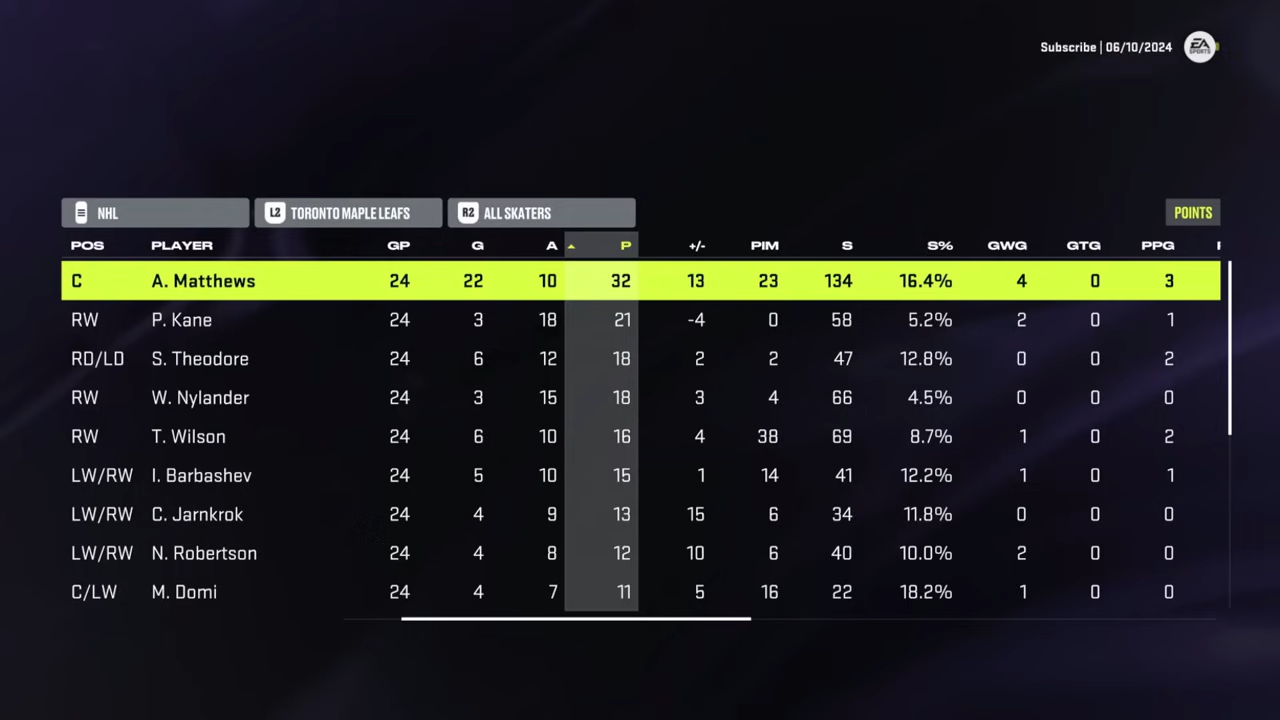 Subscribe | 06/10/2024 EA SPORTS
NHL L2 TORONTO MAPLE LEAFS R2 ALL SKATERS POINTS
POS PLAYER GP G A P +/- PIM S S% GWG GTG PPG
C A. Matthews 24 22 10 32 13 23 134 16.4% 4 0 3
RW P. Kane 24 3 18 21 -4 0 58 5.2% 2 0 1
RD/LD S. Theodore 24 6 12 18 2 2 47 12.8% 0 0 2
RW W. Nylander 24 3 15 18 3 4 66 4.5% 0 0 0
RW T. Wilson 24 6 10 16 4 38 69 8.7% 1 0 2
LW/RW I. Barbashev 24 5 10 15 1 14 41 12.2% 1 0 1
LW/RW C. Jarnkrok 24 4 9 13 15 6 34 11.8% 0 0 0
LW/RW N. Robertson 24 4 8 12 10 6 40 10.0% 2 0 0
C/LW M. Domi 24 4 7 11 5 16 22 18.2% 1 0 0